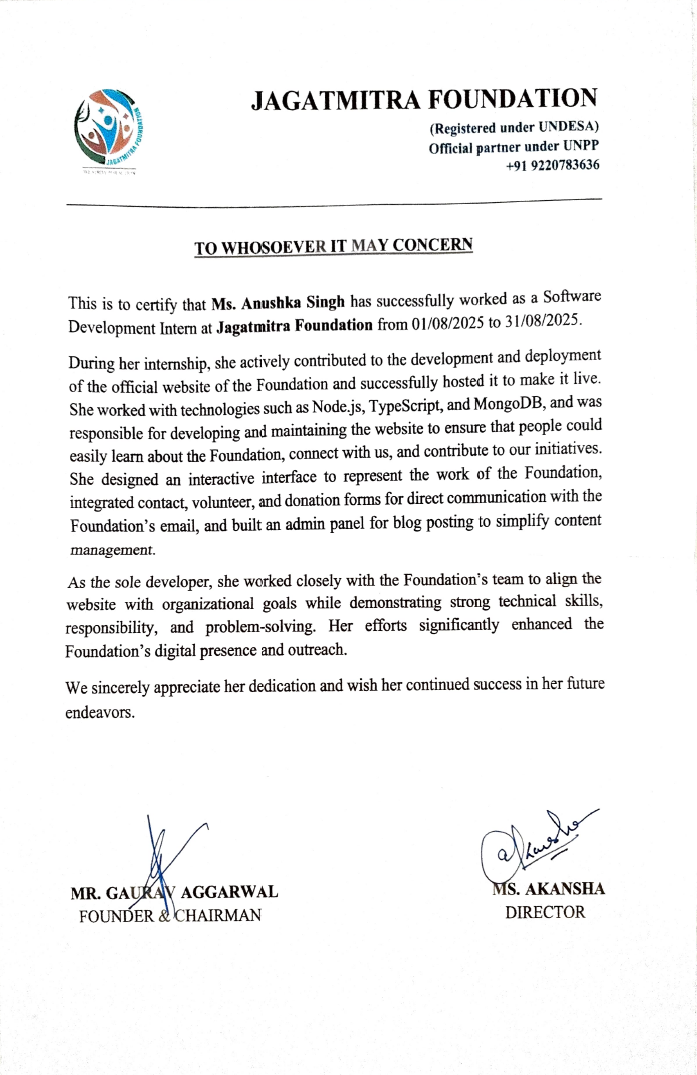 JAGATMITRA FOUNDATION
(Registered under UNDESA)
Official partner under UNPP
+91 9220783636
JAGATMITRA FOUNDATION
TO WHOSOEVER IT MAY CONCERN
This is to certify that Ms. Anushka Singh has successfully worked as a Software
Development Intern at Jagatmitra Foundation from 01/08/2025 to 31/08/2025.
During her internship, she actively contributed to the development and deployment
of the official website of the Foundation and successfully hosted it to make it live.
She worked with technologies such as Node.js, TypeScript, and MongoDB, and was
responsible for developing and maintaining the website to ensure that people could
easily learn about the Foundation, connect with us, and contribute to our initiatives.
She designed an interactive interface to represent the work of the Foundation,
integrated contact, volunteer, and donation forms for direct communication with the
Foundation's email, and built an admin panel for blog posting to simplify content
management.
As the sole developer, she worked closely with the Foundation's team to align the
website with organizational goals while demonstrating strong technical skills,
responsibility, and problem-solving. Her efforts significantly enhanced the
Foundation's digital presence and outreach.
We sincerely appreciate her dedication and wish her continued success in her future
endeavors.
Akansha
MR. GAURAV AGGARWAL
FOUNDER & CHAIRMAN
MS. AKANSHA
DIRECTOR